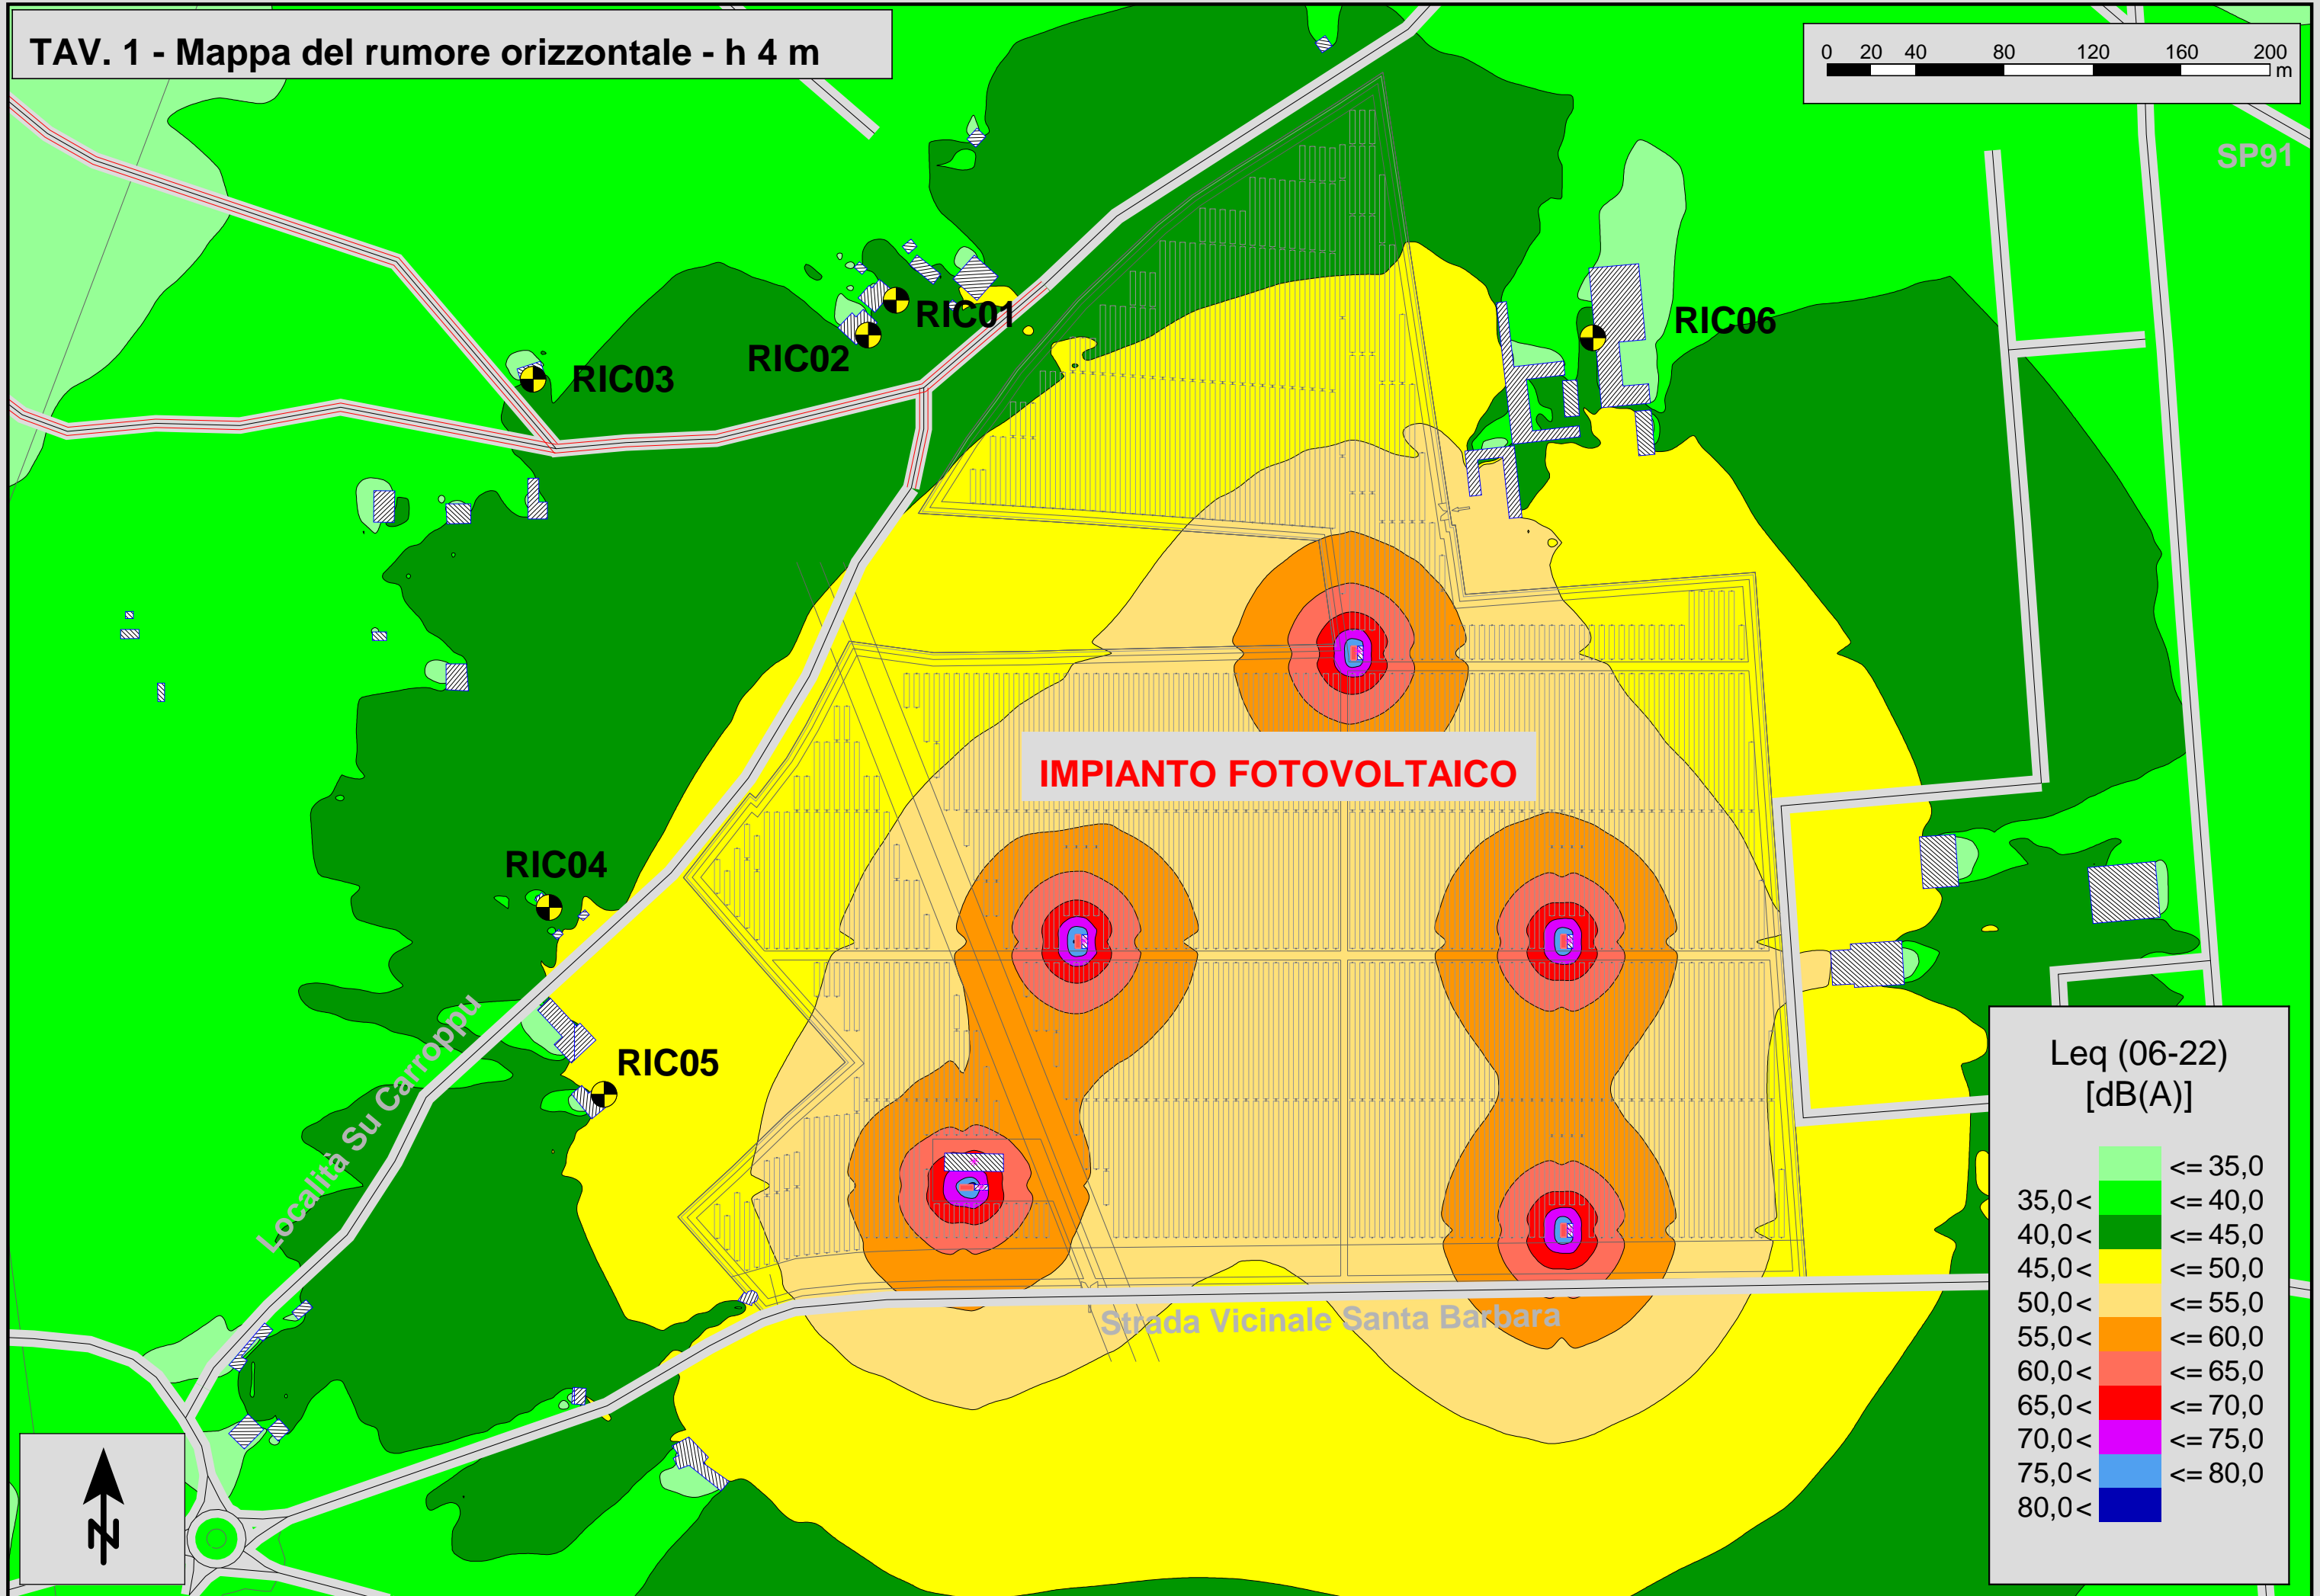 TAV. 1 - Mappa del rumore orizzontale - h 4 m
0 20 40 80 120 160 200
m
SP91
RIC01
RIC06
RIC02
RIC03
IMPIANTO FOTOVOLTAICO
RIC04
RIC05
Località Su Carroppu
Strada Vicinale Santa Barbara
Leq (06-22)
[dB(A)]
<= 35,0
35,0 < <= 40,0
40,0 < <= 45,0
45,0 < <= 50,0
50,0 < <= 55,0
55,0 < <= 60,0
60,0 < <= 65,0
65,0 < <= 70,0
70,0 < <= 75,0
75,0 < <= 80,0
80,0 <
N